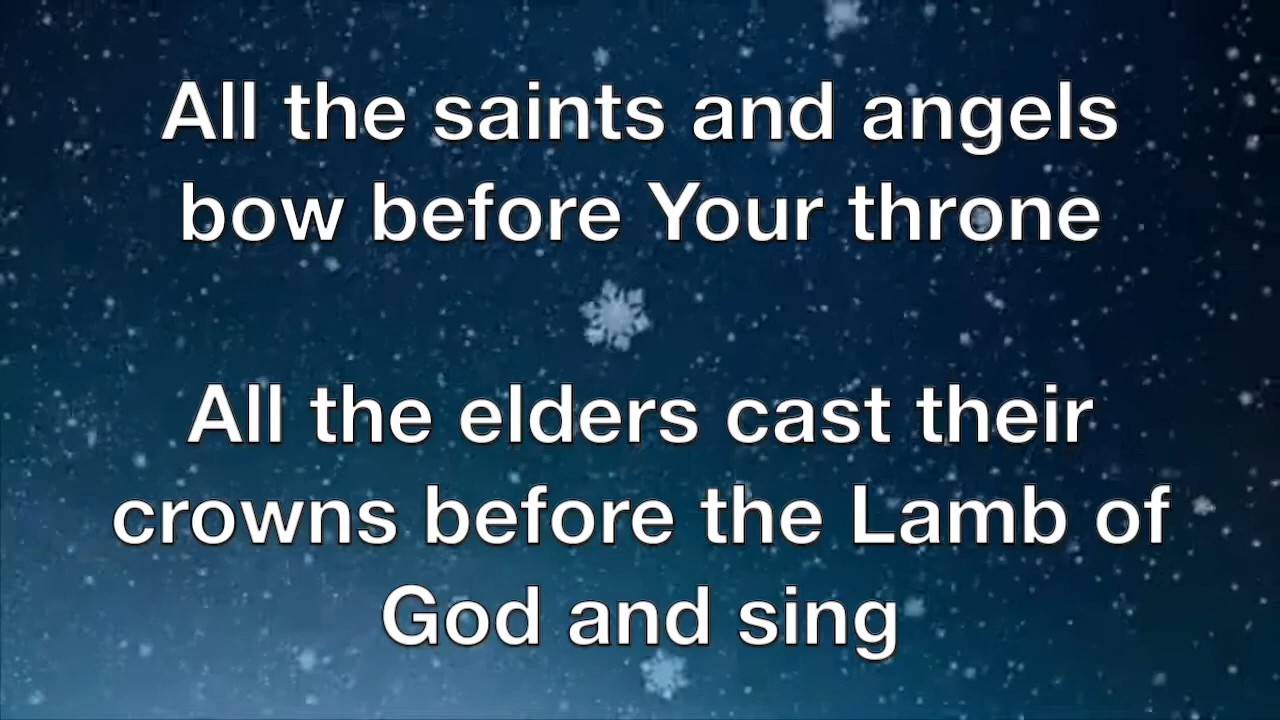 All the saints and angels
bow before Your throne
All the elders cast their
crowns before the Lamb of
God and sing